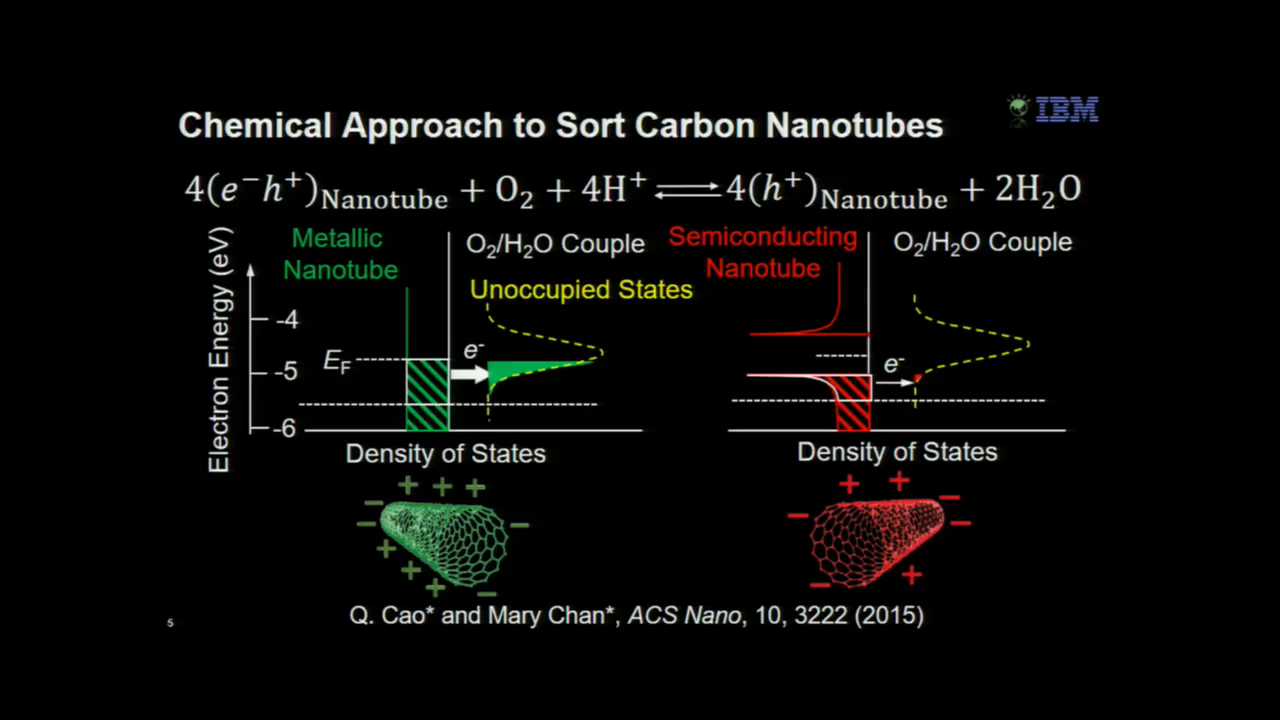 Chemical Approach to Sort Carbon Nanotubes
IBM
4(e⁻h⁺)Nanotube + O₂ + 4H⁺ ⇌ 4(h⁺)Nanotube + 2H₂O
Electron Energy (eV)
-4
-5
-6
Metallic
Nanotube
O₂/H₂O Couple
Unoccupied States
E_F
e⁻
Density of States
Semiconducting
Nanotube
O₂/H₂O Couple
e⁻
Density of States
+ + +
− −
−
+
+
+ −
+ +
− −
−
− +
Q. Cao* and Mary Chan*, ACS Nano, 10, 3222 (2015)
5